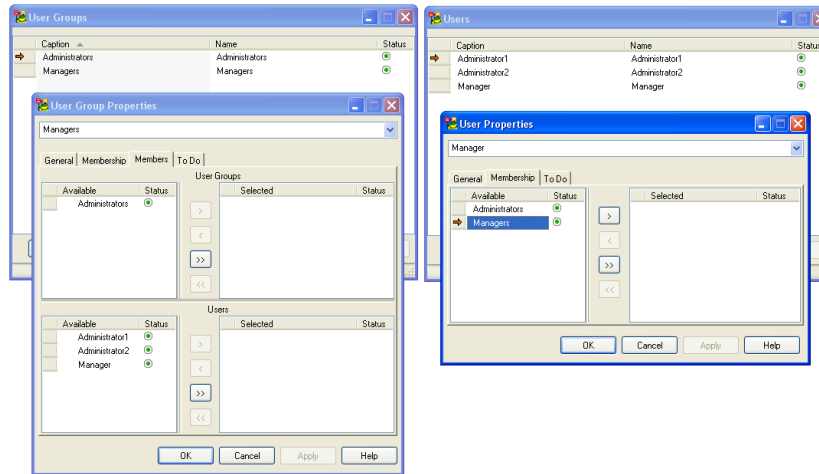 User Groups
Caption Name Status
Administrators Administrators
Managers Managers
User Group Properties
Managers
General Membership Members To Do
User Groups
Available Status Selected Status
Administrators
>
<
>>
<<
Users
Available Status Selected Status
Administrator1
Administrator2
Manager
>
<
>>
<<
OK Cancel Apply Help
Users
Caption Name Status
Administrator1 Administrator1
Administrator2 Administrator2
Manager Manager
User Properties
Manager
General Membership To Do
Available Status Selected Status
Administrators
Managers
>
<
>>
<<
OK Cancel Apply Help